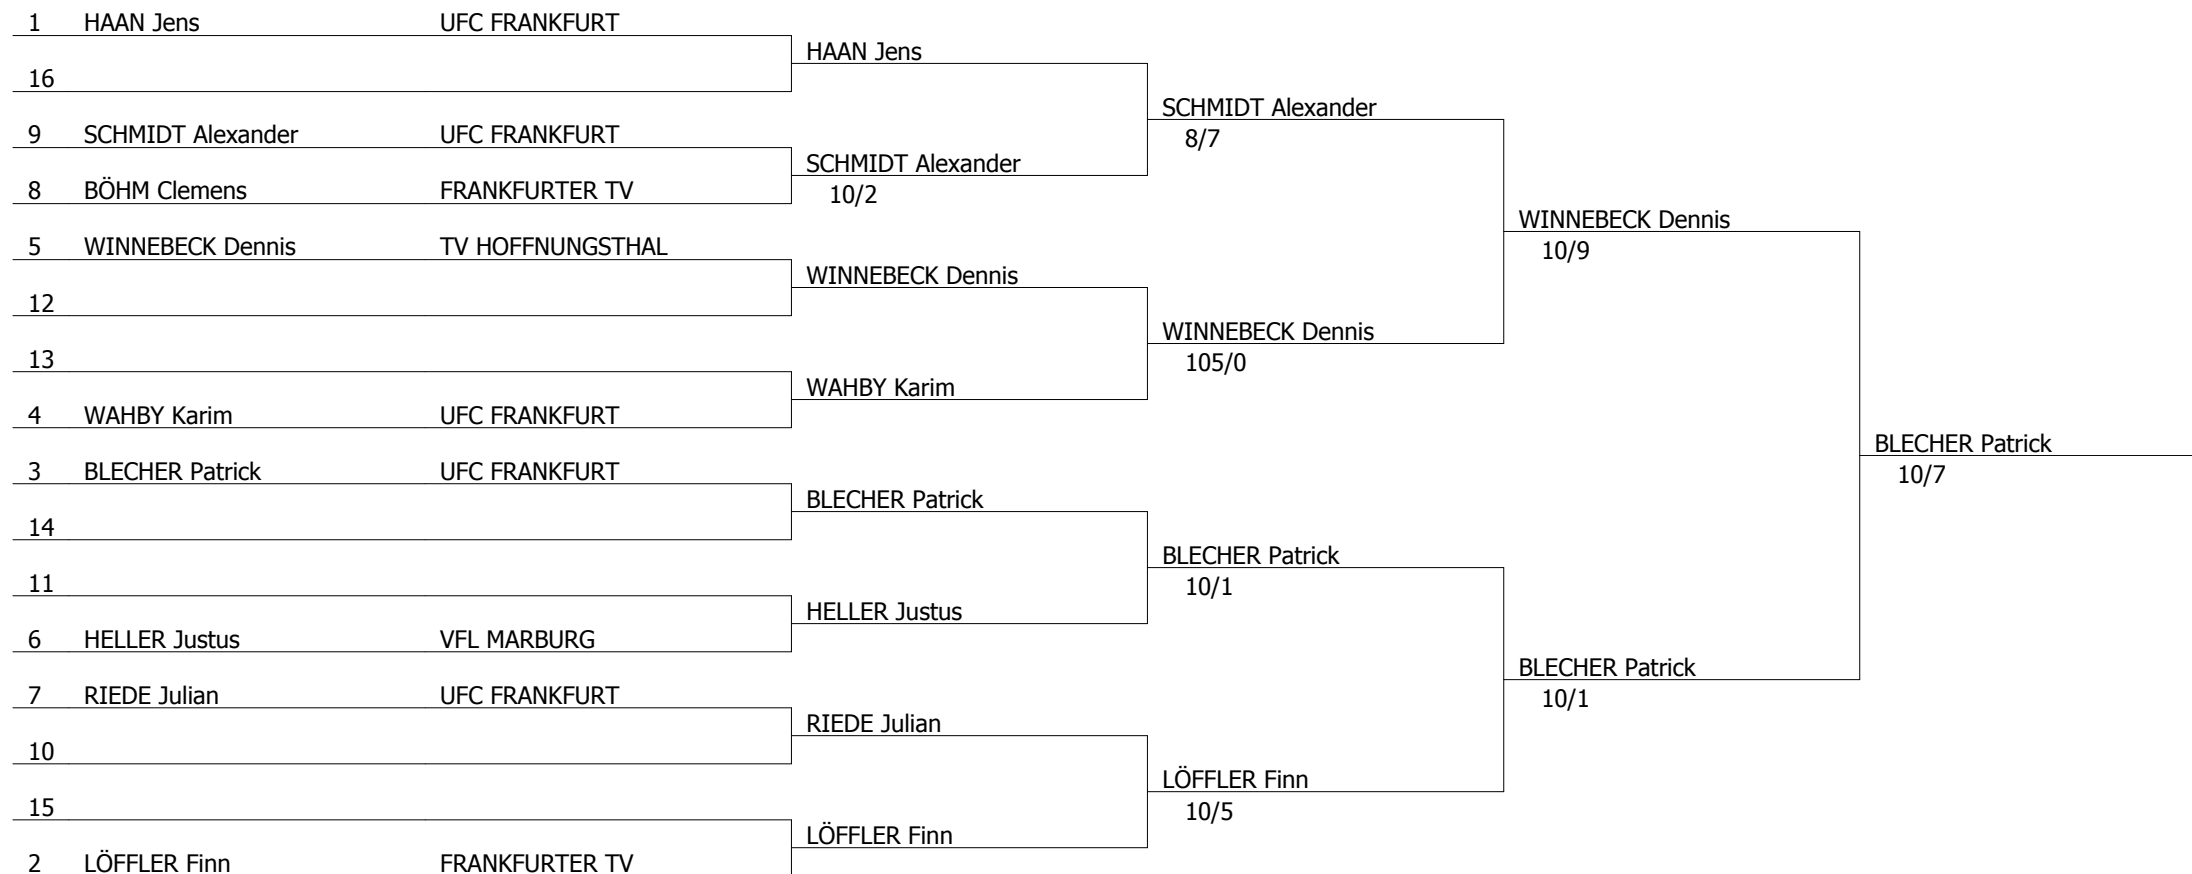 1 HAAN Jens UFC FRANKFURT
HAAN Jens
16
SCHMIDT Alexander
8/7
9 SCHMIDT Alexander UFC FRANKFURT
SCHMIDT Alexander
10/2
8 BÖHM Clemens FRANKFURTER TV
WINNEBECK Dennis
10/9
5 WINNEBECK Dennis TV HOFFNUNGSTHAL
WINNEBECK Dennis
12
WINNEBECK Dennis
105/0
13
WAHBY Karim
4 WAHBY Karim UFC FRANKFURT
BLECHER Patrick
10/7
3 BLECHER Patrick UFC FRANKFURT
BLECHER Patrick
14
BLECHER Patrick
10/1
11
HELLER Justus
6 HELLER Justus VFL MARBURG
BLECHER Patrick
10/1
7 RIEDE Julian UFC FRANKFURT
RIEDE Julian
10
LÖFFLER Finn
10/5
15
LÖFFLER Finn
2 LÖFFLER Finn FRANKFURTER TV